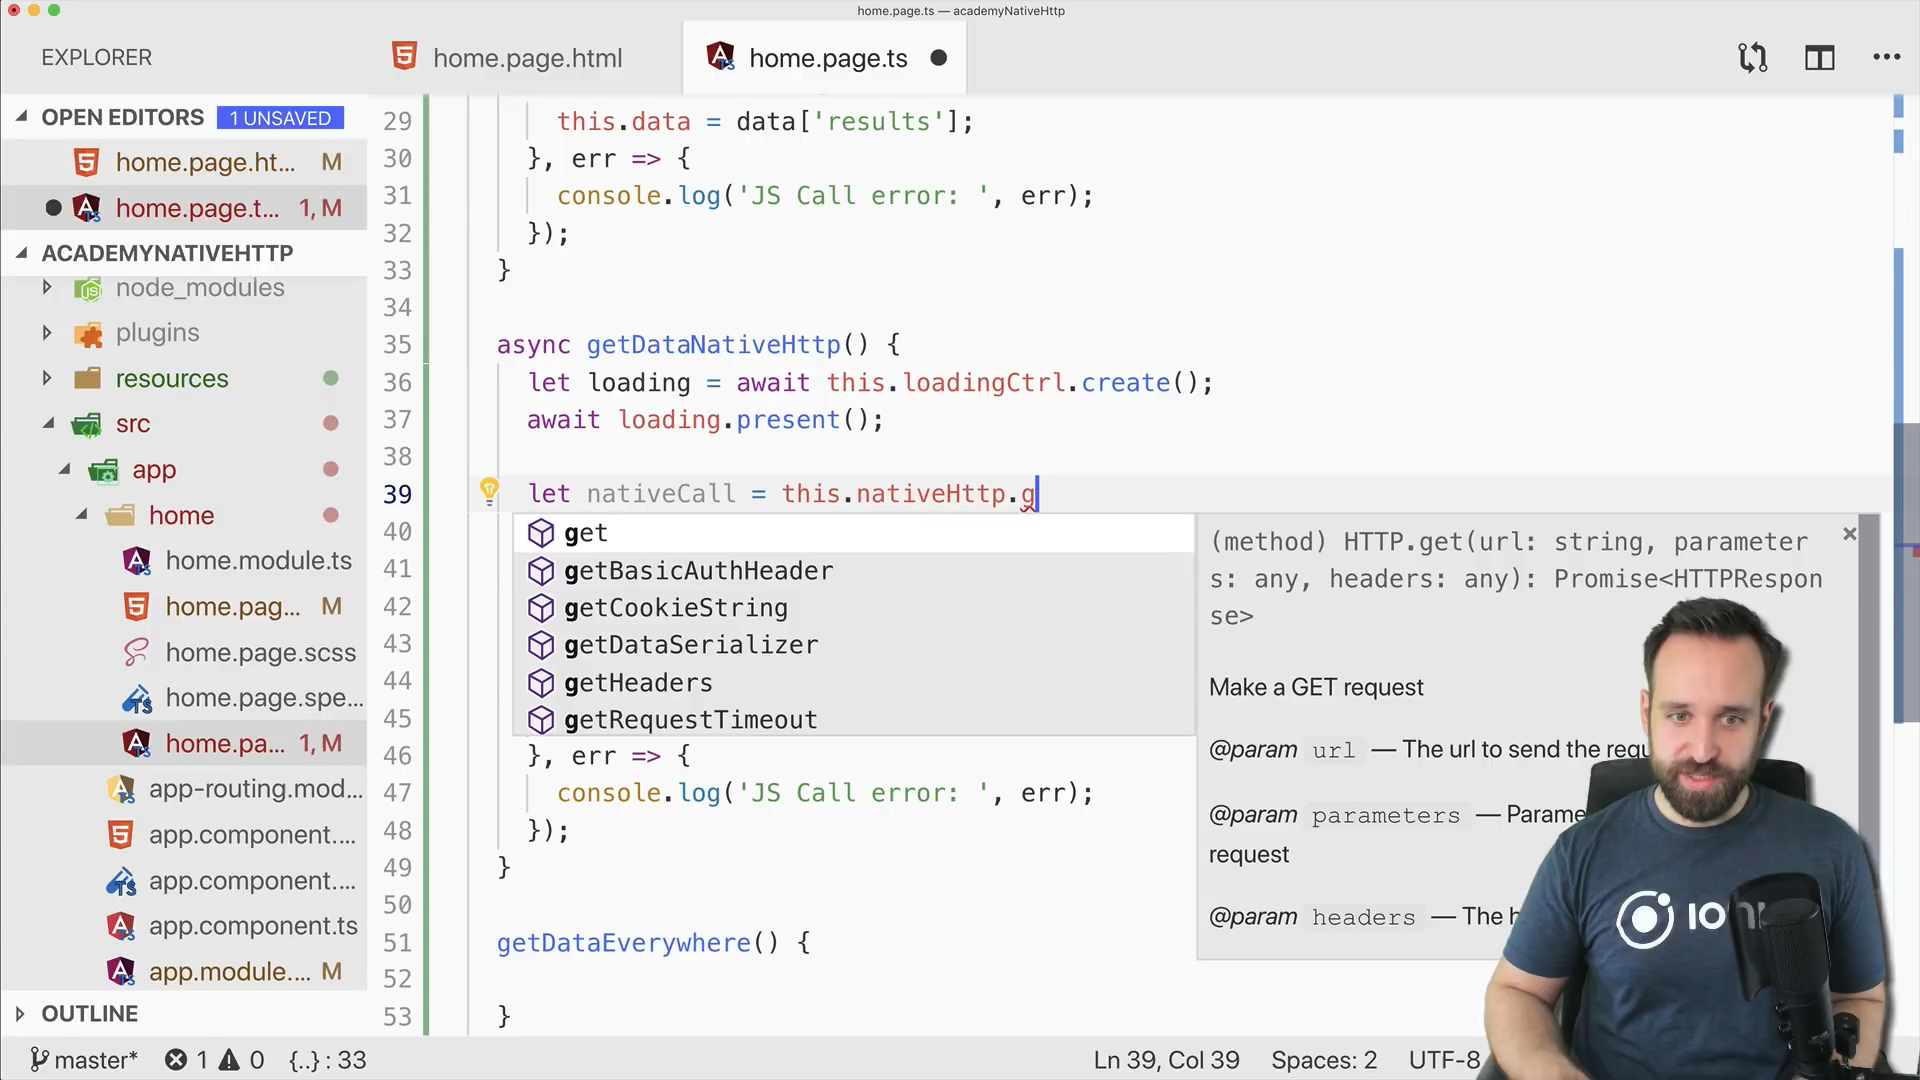 home.page.ts — academyNativeHttp
EXPLORER
home.page.html
home.page.ts
OPEN EDITORS
1 UNSAVED
home.page.ht... M
home.page.t... 1, M
ACADEMYNATIVEHTTP
node_modules
plugins
resources
src
app
home
home.module.ts
home.pag... M
home.page.scss
home.page.spe...
home.pa... 1, M
app-routing.mod...
app.component....
app.component....
app.component.ts
app.module.... M
OUTLINE
29 this.data = data['results'];
30 }, err => {
31 console.log('JS Call error: ', err);
32 });
33 }
34
35 async getDataNativeHttp() {
36 let loading = await this.loadingCtrl.create();
37 await loading.present();
38
39 let nativeCall = this.nativeHttp.g
40
41
42
43
44
45
46 }, err => {
47 console.log('JS Call error: ', err);
48 });
49 }
50
51 getDataEverywhere() {
52
53 }
get
getBasicAuthHeader
getCookieString
getDataSerializer
getHeaders
getRequestTimeout
(method) HTTP.get(url: string, parameter
s: any, headers: any): Promise<HTTPRespon
se>
Make a GET request
@param url — The url to send the
@param parameters —
request
@param headers — The
master* 1 0 {..} : 33
Ln 39, Col 39 Spaces: 2 UTF-8